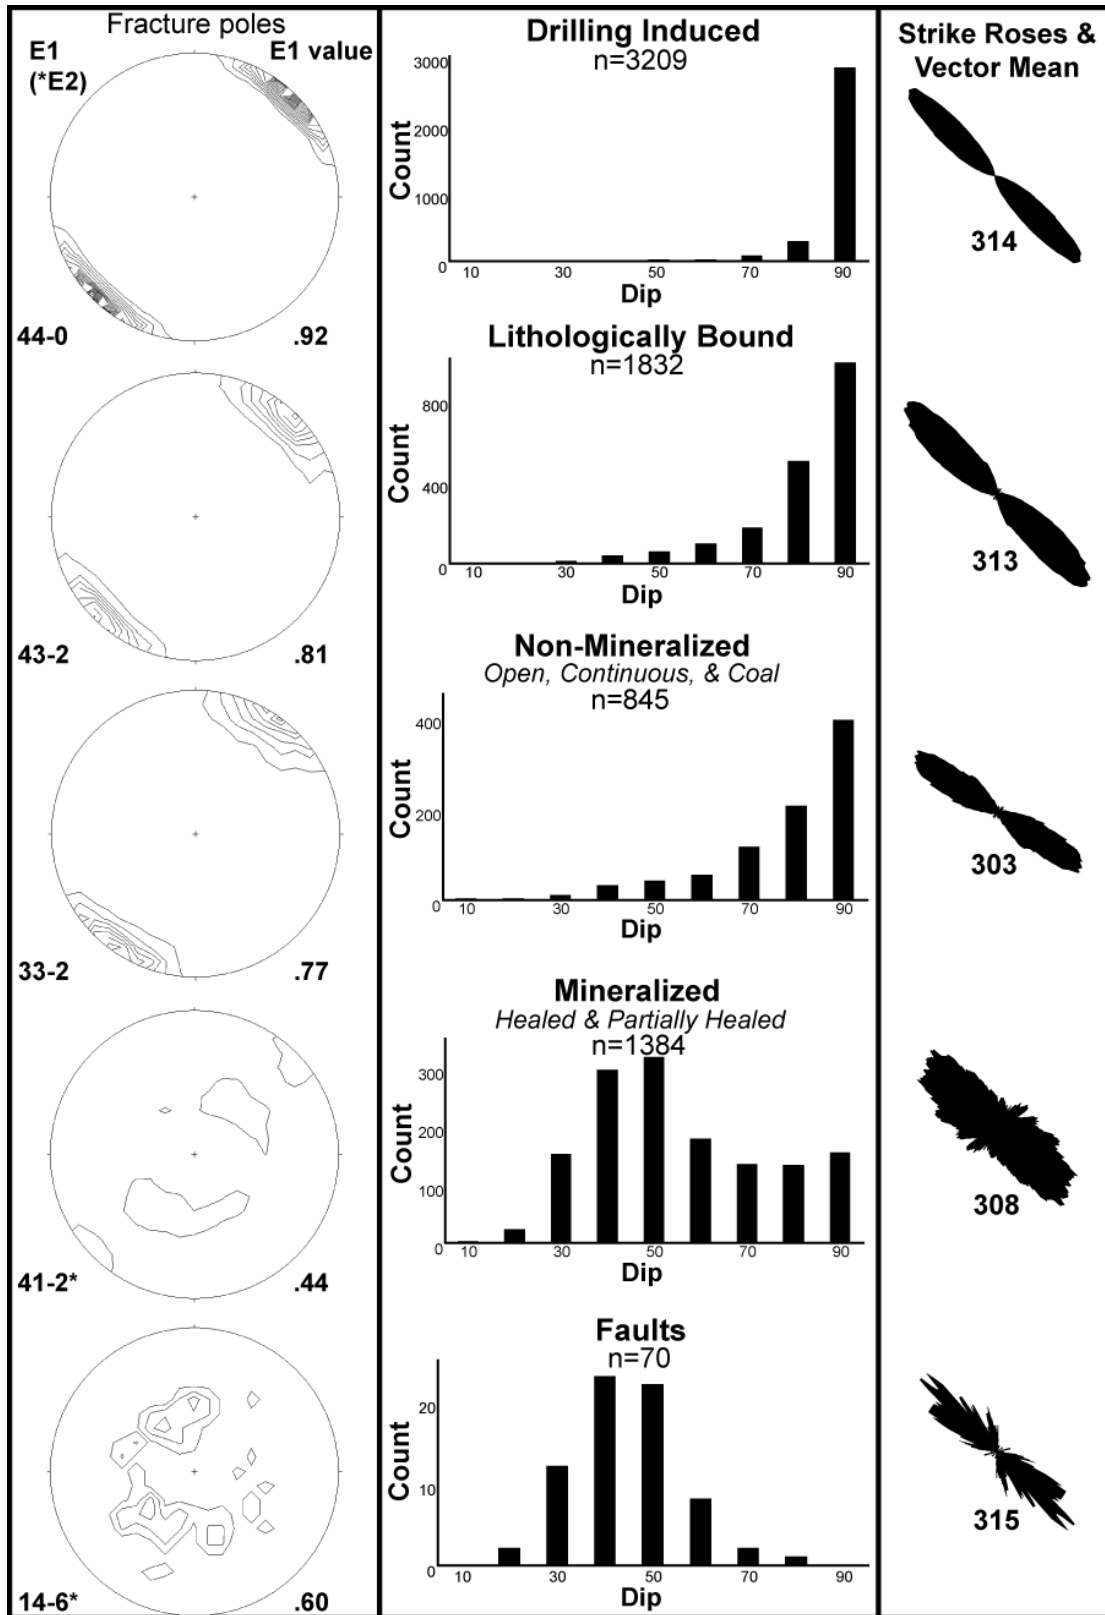 Fracture poles
E1
(*E2)
E1 value
44-0
.92
43-2
.81
33-2
.77
41-2*
.44
14-6*
.60
Drilling Induced
n=3209
3000
2000
1000
0
Count
10 30 50 70 90
Dip
Lithologically Bound
n=1832
800
400
0
Count
10 30 50 70 90
Dip
Non-Mineralized
Open, Continuous, & Coal
n=845
400
200
0
Count
10 30 50 70 90
Dip
Mineralized
Healed & Partially Healed
n=1384
300
200
100
0
Count
10 30 50 70 90
Dip
Faults
n=70
20
10
0
Count
10 30 50 70 90
Dip
Strike Roses &
Vector Mean
314
313
303
308
315